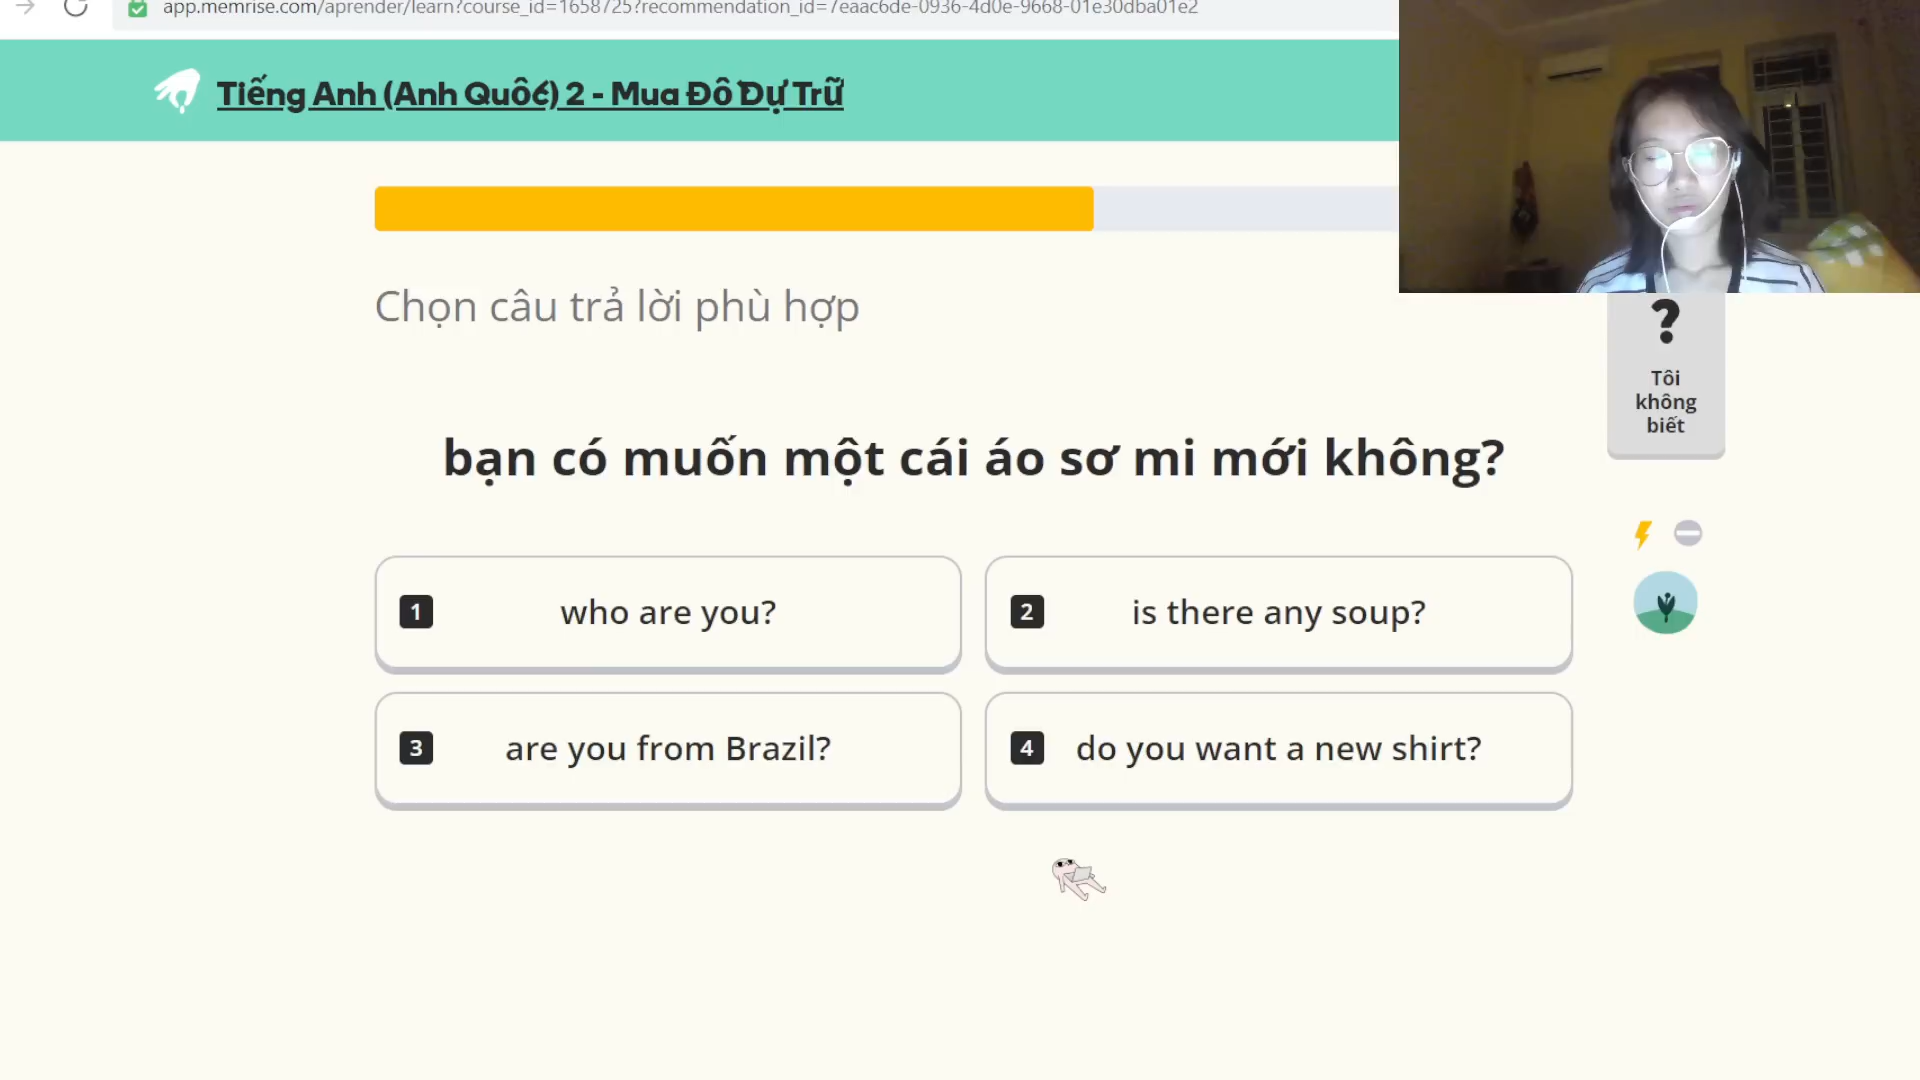 app.memrise.com/aprender/learn?course_id=1658725?recommendation_id=7eaac6de-0936-4d0e-9668-01e30dba01e2
Tiếng Anh (Anh Quốc) 2 - Mua Đồ Dự Trữ
Chọn câu trả lời phù hợp
?
Tôi
không
biết
bạn có muốn một cái áo sơ mi mới không?
1 who are you?
2 is there any soup?
3 are you from Brazil?
4 do you want a new shirt?